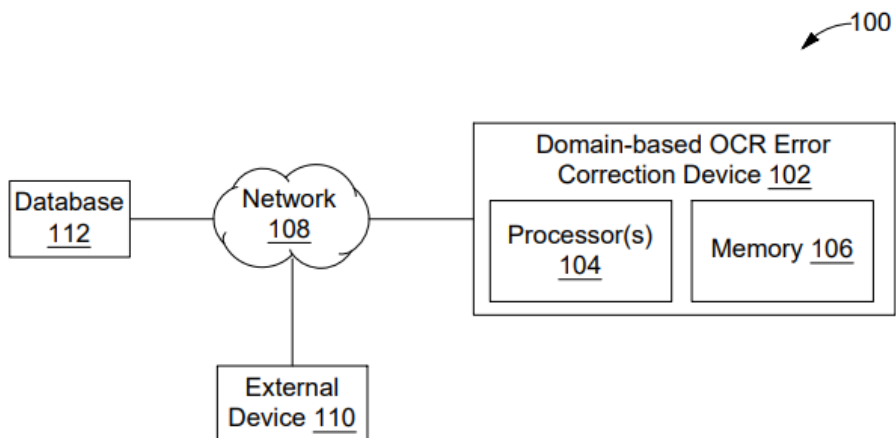 100
Domain-based OCR Error
Correction Device 102
Processor(s)
104
Memory 106
Network
108
Database
112
External
Device 110